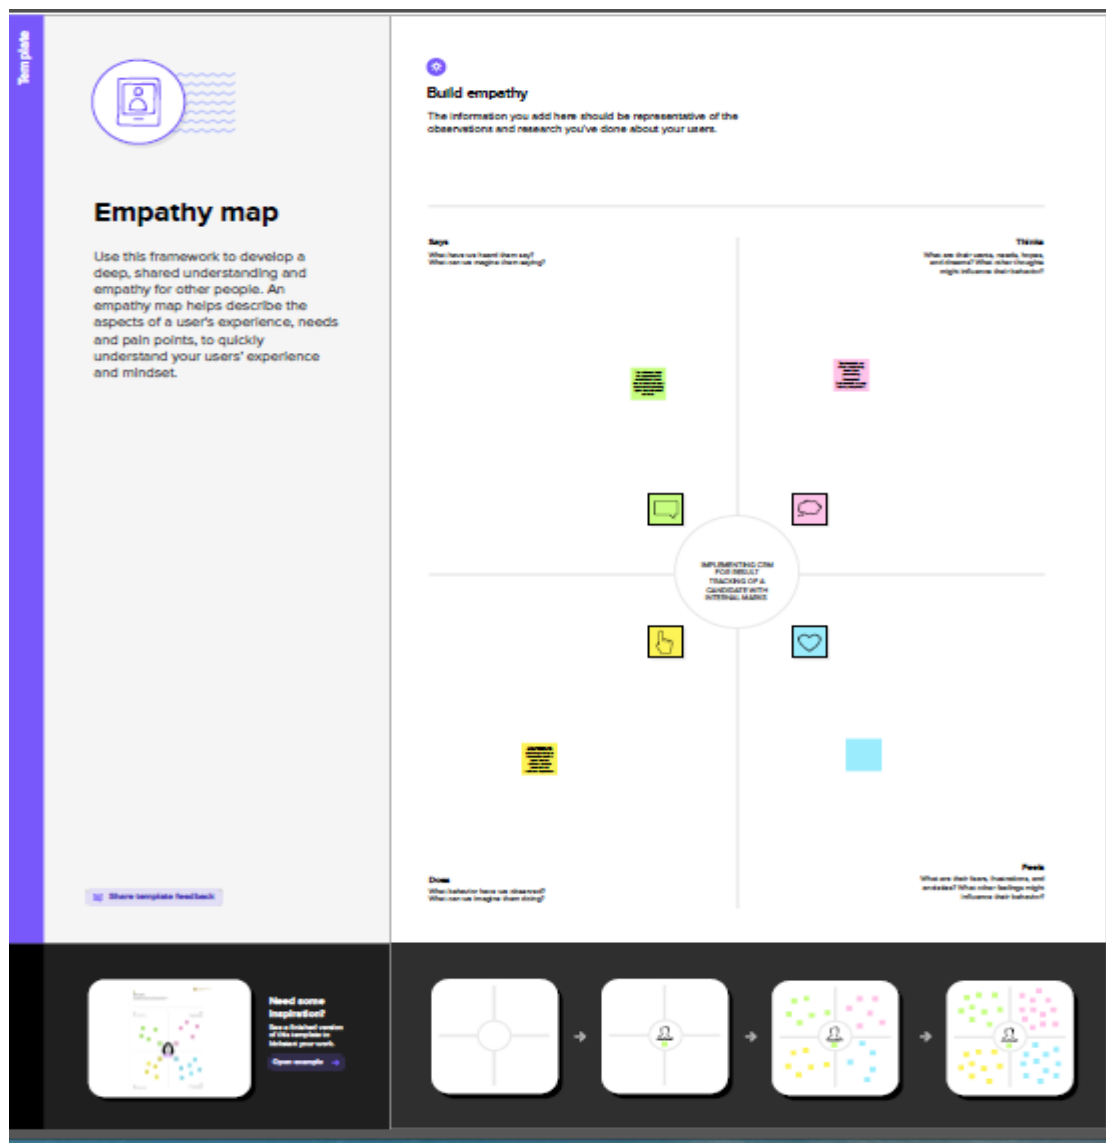 Template
Empathy map
Use this framework to develop a
deep, shared understanding and
empathy for other people. An
empathy map helps describe the
aspects of a user's experience, needs
and pain points, to quickly
understand your users' experience
and mindset.
Share template feedback
Build empathy
The information you add here should be representative of the
observations and research you've done about your users.
Says
What have we heard them say?
What can we imagine them saying?
Thinks
What are their wants, needs, hopes,
and dreams? What other thoughts
might influence their behavior?
IMPLEMENTING CRM
FOR RESULT
TRACKING OF A
CANDIDATE WITH
INTERNAL MARKS
Does
What behavior have we observed?
What can we imagine them doing?
Feels
What are their fears, frustrations, and
anxieties? What other feelings might
influence their behavior?
Need some
inspiration?
See a finished version
of this template to
kickstart your work.
Open example